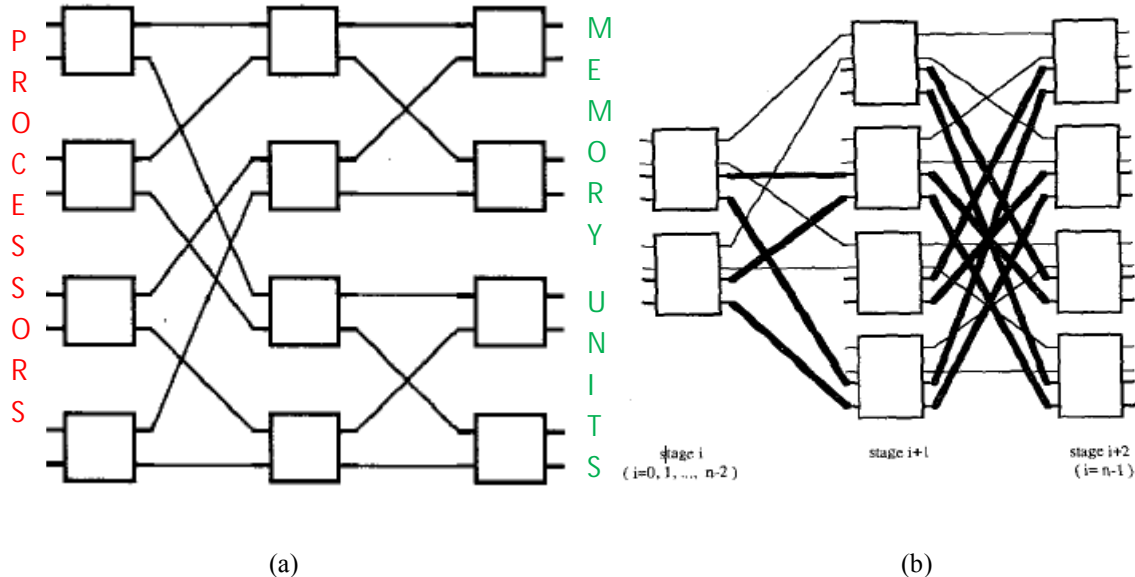 PROCESSORS
MEMORY UNITS
stage i
( i=0, 1, ..., n-2)
stage i+1
stage i+2
(i= n-1)
(a)
(b)